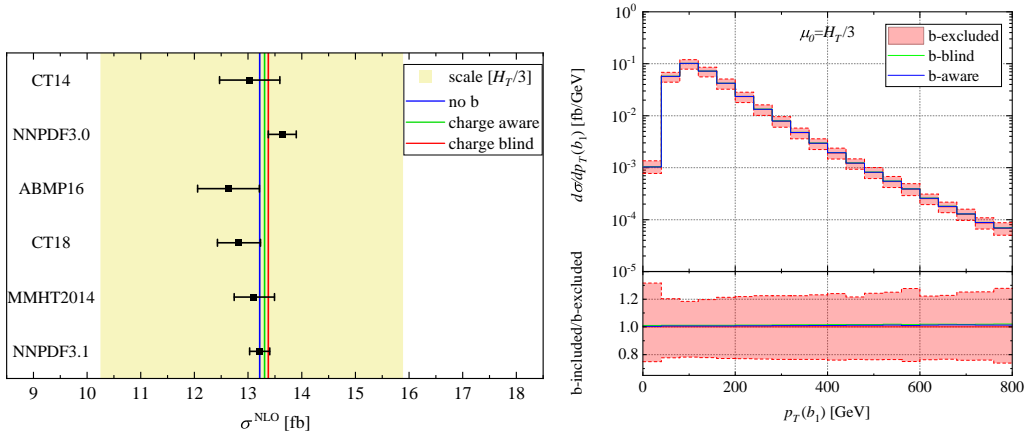 CT14
NNPDF3.0
ABMP16
CT18
MMHT2014
NNPDF3.1
scale [H_T/3]
no b
charge aware
charge blind
9 10 11 12 13 14 15 16 17 18
σ^NLO [fb]
μ_0=H_T/3
b-excluded
b-blind
b-aware
10^0
10^-1
10^-2
10^-3
10^-4
10^-5
dσ/dp_T(b_1) [fb/GeV]
1.2
1.0
0.8
b-included/b-excluded
0 200 400 600 800
p_T(b_1) [GeV]